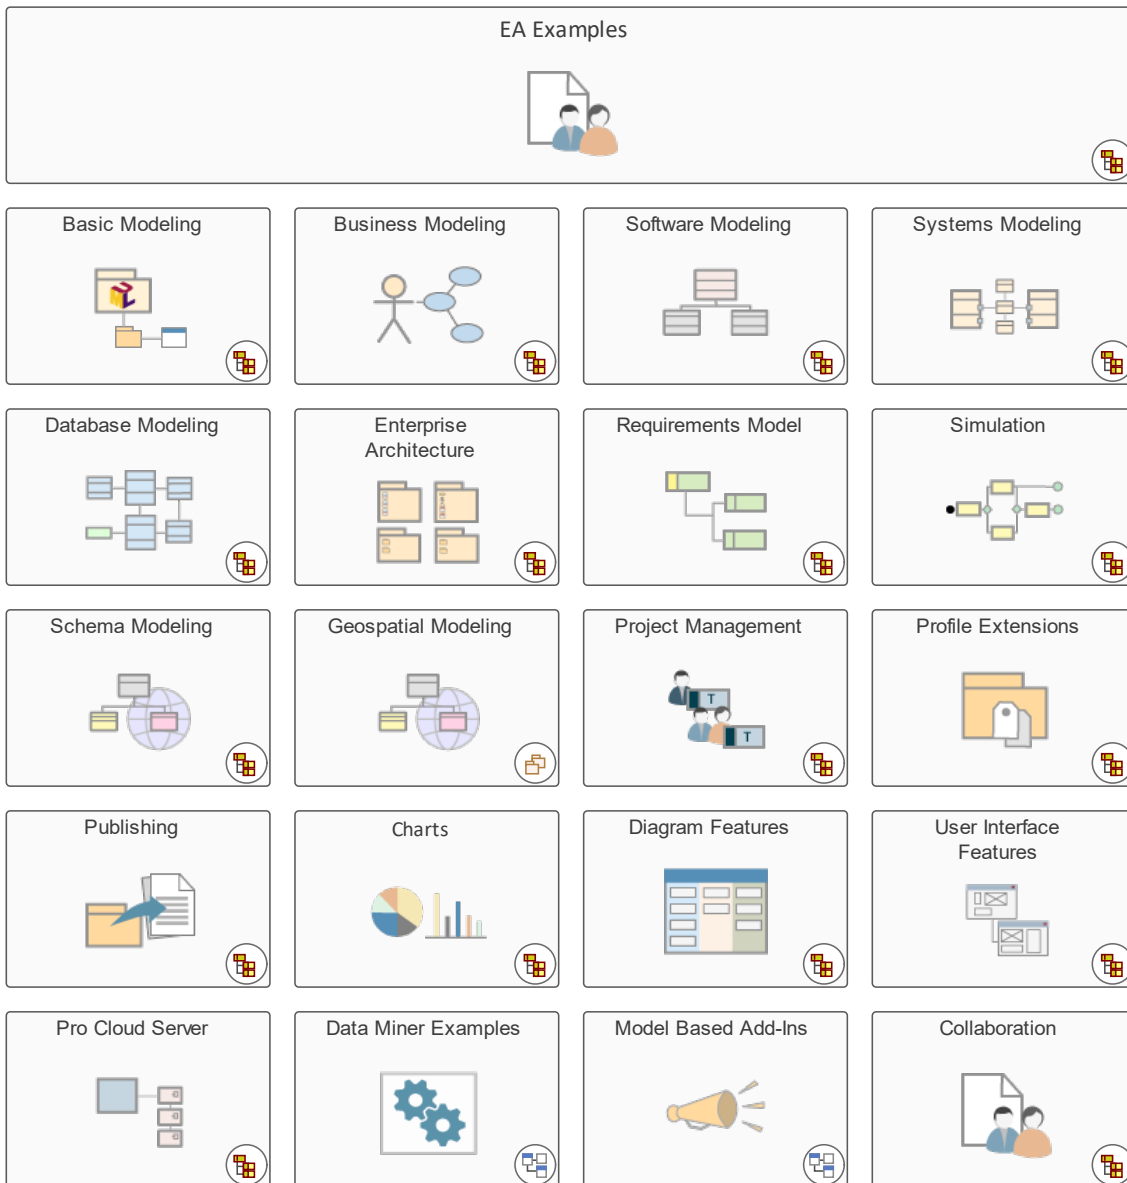 EA Examples
Basic Modeling
Business Modeling
Software Modeling
Systems Modeling
Database Modeling
Enterprise
Architecture
Requirements Model
Simulation
Schema Modeling
Geospatial Modeling
Project Management
T
T
Profile Extensions
Publishing
Charts
Diagram Features
User Interface
Features
Pro Cloud Server
Data Miner Examples
Model Based Add-Ins
Collaboration